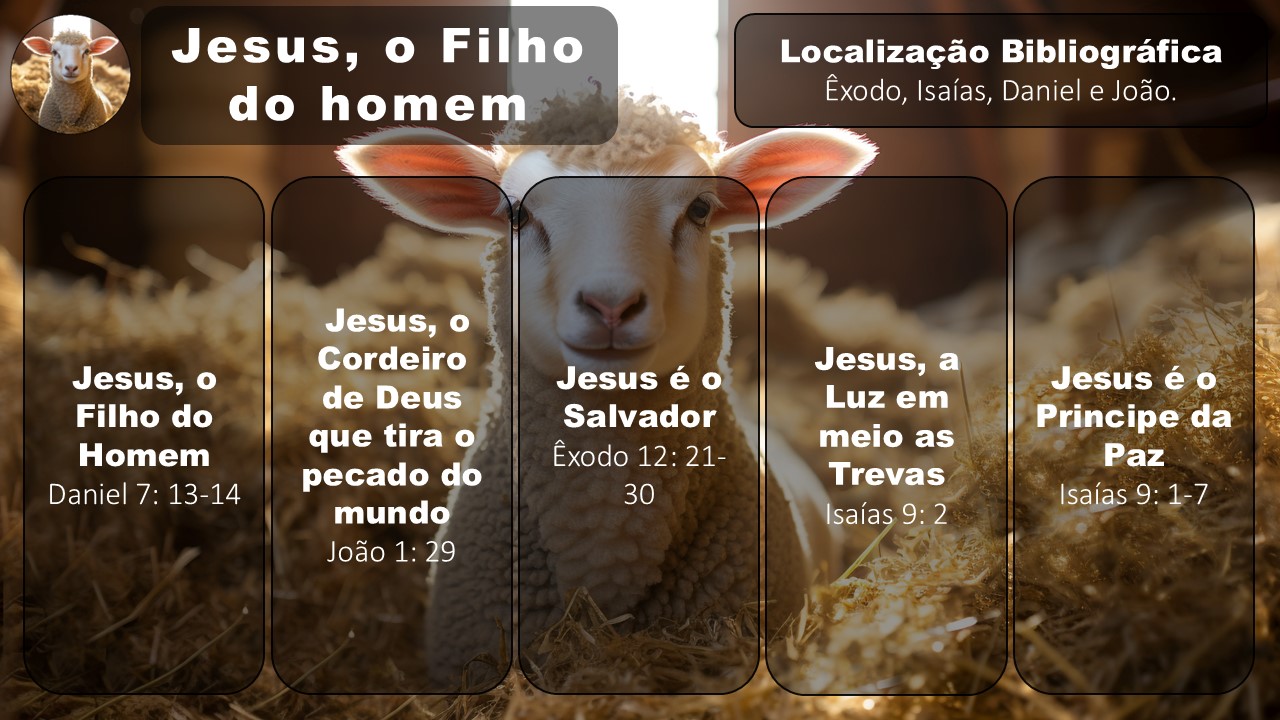 Jesus, o Filho
do homem
Localização Bibliográfica
Êxodo, Isaías, Daniel e João.
Jesus, o
Filho do
Homem
Daniel 7: 13-14
Jesus, o
Cordeiro
de Deus
que tira o
pecado do
mundo
João 1: 29
Jesus é o
Salvador
Êxodo 12: 21-
30
Jesus, a
Luz em
meio as
Trevas
Isaías 9: 2
Jesus é o
Principe da
Paz
Isaías 9: 1-7